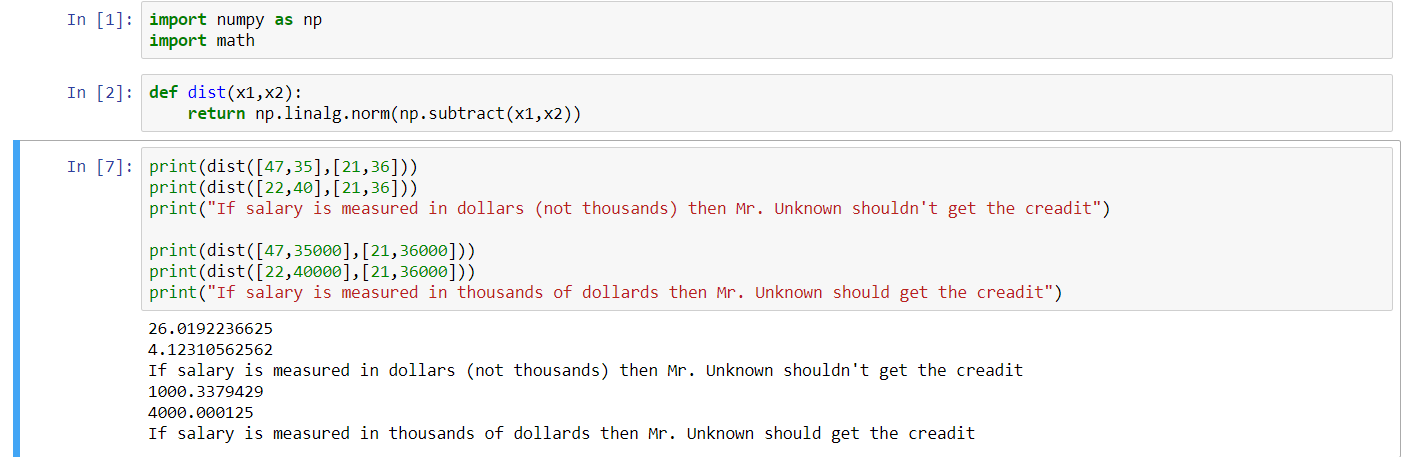 In [1]: import numpy as np
import math
In [2]: def dist(x1,x2):
    return np.linalg.norm(np.subtract(x1,x2))
In [7]: print(dist([47,35],[21,36]))
print(dist([22,40],[21,36]))
print("If salary is measured in dollars (not thousands) then Mr. Unknown shouldn't get the creadit")
print(dist([47,35000],[21,36000]))
print(dist([22,40000],[21,36000]))
print("If salary is measured in thousands of dollards then Mr. Unknown should get the creadit")
26.0192236625
4.12310562562
If salary is measured in dollars (not thousands) then Mr. Unknown shouldn't get the creadit
1000.3379429
4000.000125
If salary is measured in thousands of dollards then Mr. Unknown should get the creadit